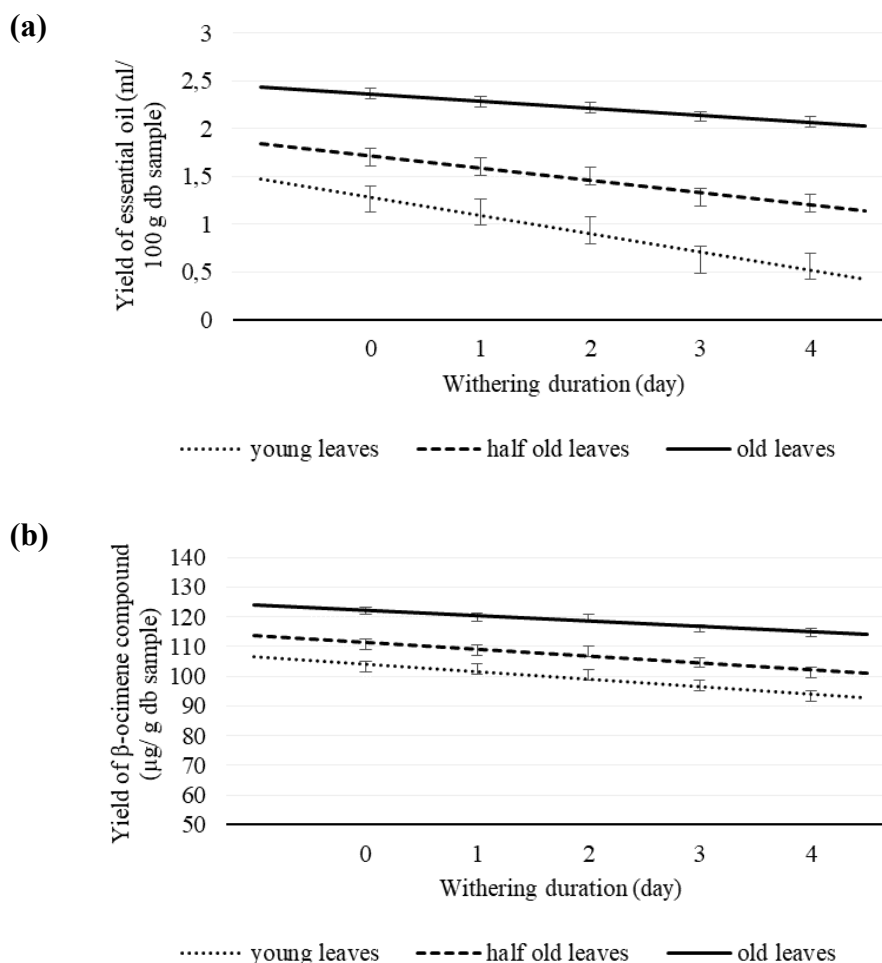 (a)
Yield of essential oil (ml/
100 g db sample)
3
2,5
2
1,5
1
0,5
0
0 1 2 3 4
Withering duration (day)
young leaves half old leaves old leaves
(b)
Yield of β-ocimene compound
(µg/ g db sample)
140
130
120
110
100
90
80
70
60
50
0 1 2 3 4
Withering duration (day)
young leaves half old leaves old leaves